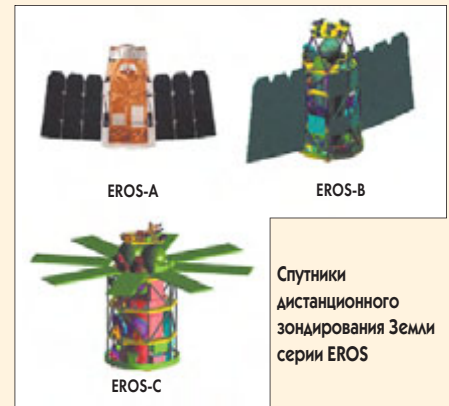 EROS-A
EROS-B
EROS-C
Спутники
дистанционного
зондирования Земли
серии EROS